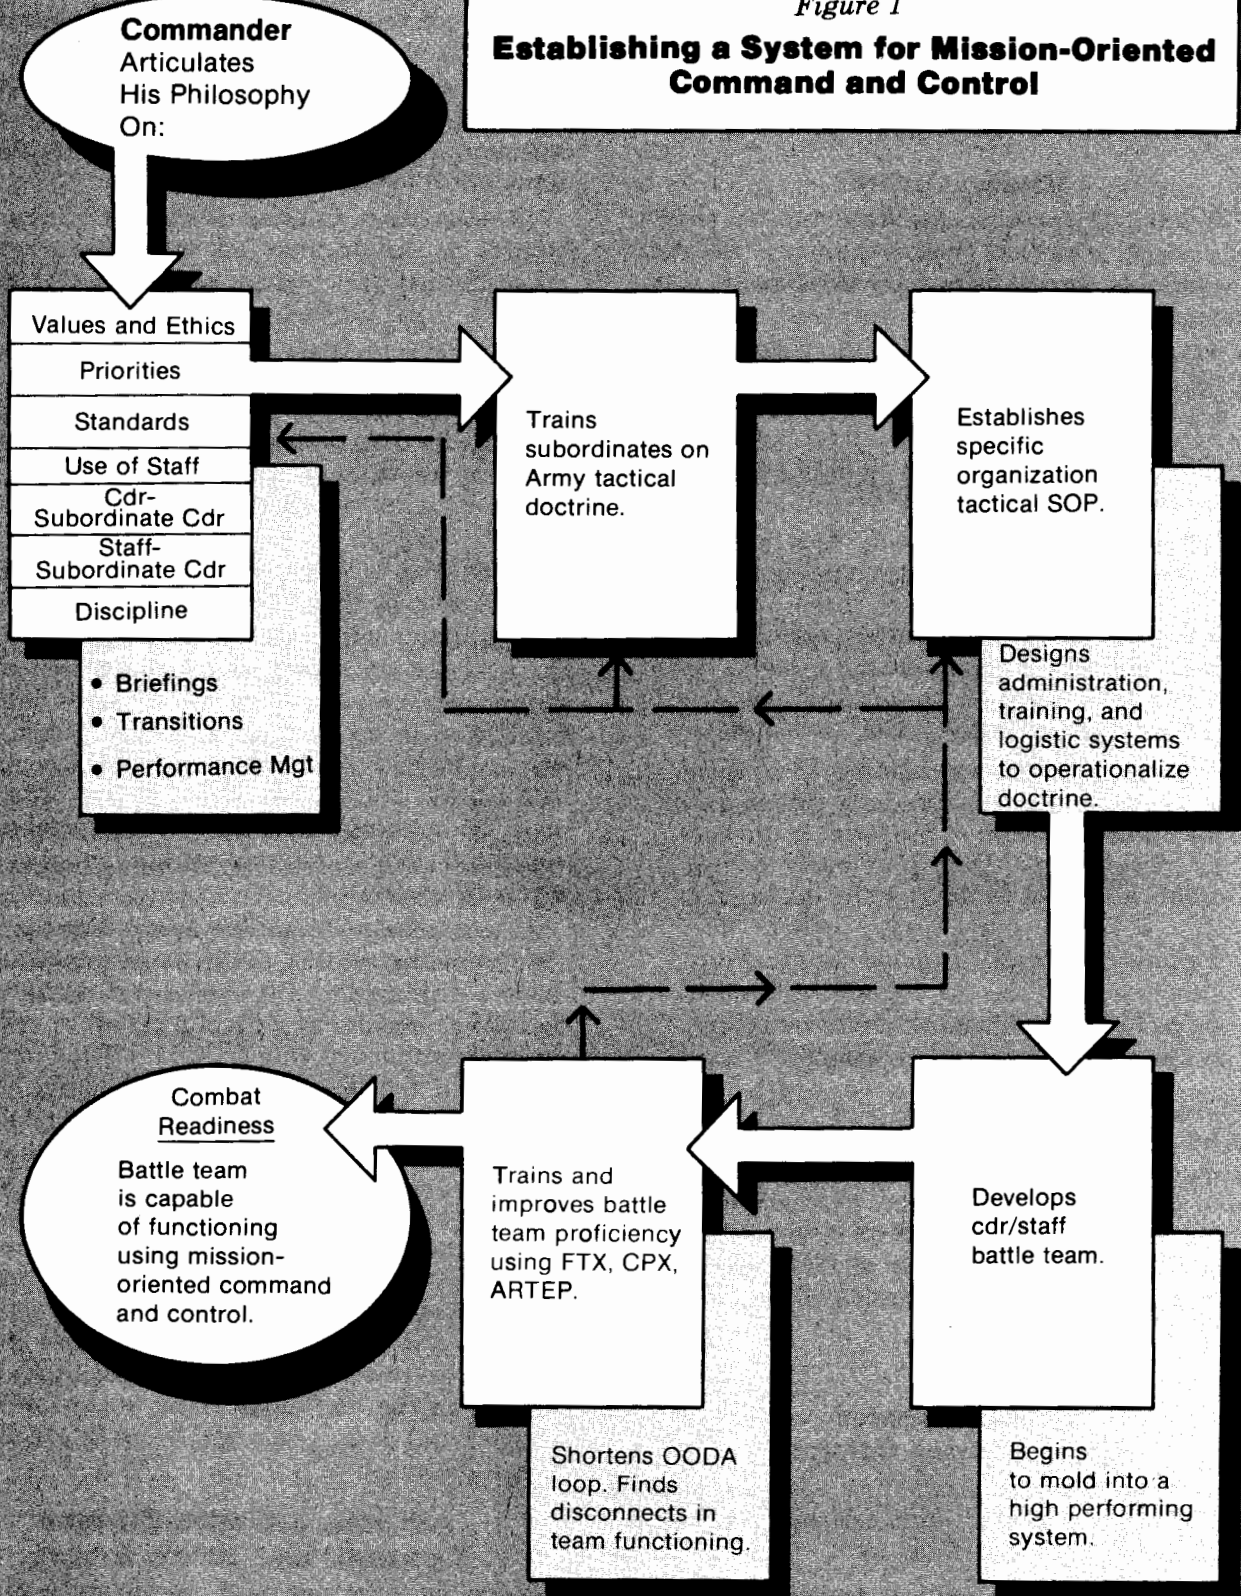 Figure 1
Establishing a System for Mission-Oriented
Command and Control
Commander
Articulates
His Philosophy
On:
Values and Ethics
Priorities
Standards
Use of Staff
Cdr-
Subordinate Cdr
Staff-
Subordinate Cdr
Discipline
• Briefings
• Transitions
• Performance Mgt
Trains
subordinates on
Army tactical
doctrine.
Establishes
specific
organization
tactical SOP.
Designs
administration,
training, and
logistic systems
to operationalize
doctrine.
Develops
cdr/staff
battle team.
Begins
to mold into a
high performing
system.
Trains and
improves battle
team proficiency
using FTX, CPX,
ARTEP.
Shortens OODA
loop. Finds
disconnects in
team functioning.
Combat
Readiness
Battle team
is capable
of functioning
using mission-
oriented command
and control.